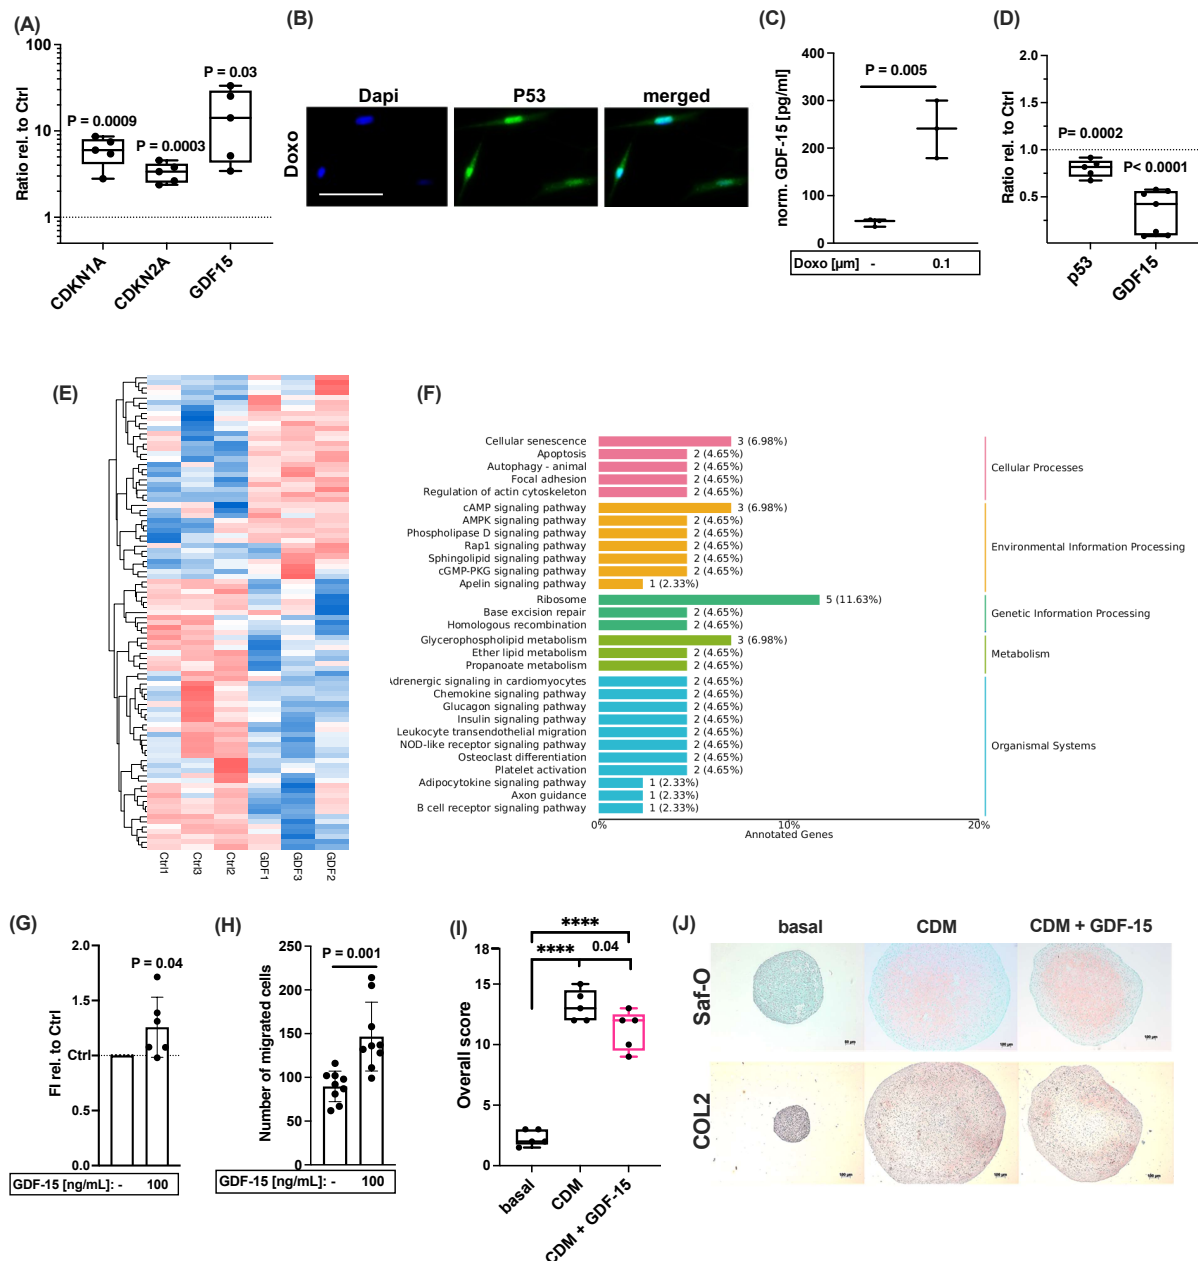 (A)
Ratio rel. to Ctrl
100
10
1
P = 0.0009
P = 0.0003
P = 0.03
CDKN1A
CDKN2A
GDF15
(B)
Dapi
P53
merged
Doxo
(C)
norm. GDF-15 [pg/ml]
400
300
200
100
0
P = 0.005
Doxo [µm]
-
0.1
(D)
Ratio rel. to Ctrl
2.0
1.5
1.0
0.5
P= 0.0002
P< 0.0001
p53
GDF15
(E)
Ctrl1
Ctrl3
Ctrl2
GDF1
GDF3
GDF2
(F)
Cellular senescence 3 (6.98%)
Apoptosis 2 (4.65%)
Autophagy - animal 2 (4.65%)
Focal adhesion 2 (4.65%)
Regulation of actin cytoskeleton 2 (4.65%)
Cellular Processes
cAMP signaling pathway 3 (6.98%)
AMPK signaling pathway 2 (4.65%)
Phospholipase D signaling pathway 2 (4.65%)
Rap1 signaling pathway 2 (4.65%)
Sphingolipid signaling pathway 2 (4.65%)
cGMP-PKG signaling pathway 2 (4.65%)
Apelin signaling pathway 1 (2.33%)
Environmental Information Processing
Ribosome 5 (11.63%)
Base excision repair 2 (4.65%)
Homologous recombination 2 (4.65%)
Genetic Information Processing
Glycerophospholipid metabolism 3 (6.98%)
Ether lipid metabolism 2 (4.65%)
Propanoate metabolism 2 (4.65%)
Metabolism
Adrenergic signaling in cardiomyocytes 2 (4.65%)
Chemokine signaling pathway 2 (4.65%)
Glucagon signaling pathway 2 (4.65%)
Insulin signaling pathway 2 (4.65%)
Leukocyte transendothelial migration 2 (4.65%)
NOD-like receptor signaling pathway 2 (4.65%)
Osteoclast differentiation 2 (4.65%)
Platelet activation 2 (4.65%)
Adipocytokine signaling pathway 1 (2.33%)
Axon guidance 1 (2.33%)
B cell receptor signaling pathway 1 (2.33%)
Organismal Systems
0%
10%
20%
Annotated Genes
(G)
FI rel. to Ctrl
2.0
1.5
Ctrl
0.5
0.0
P = 0.04
GDF-15 [ng/mL]: - 100
(H)
Number of migrated cells
250
200
150
100
50
0
P = 0.001
GDF-15 [ng/mL]: - 100
(I)
Overall score
18
15
10
5
0
****
**** 0.04
basal
CDM
CDM + GDF-15
(J)
basal
CDM
CDM + GDF-15
Saf-O
50 µm
100 µm
100 µm
COL2
100 µm
100 µm
100 µm